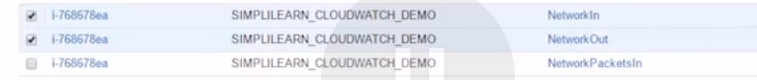 i-768678ea SIMPLILEARN_CLOUDWATCH_DEMO NetworkIn
i-768678ea SIMPLILEARN_CLOUDWATCH_DEMO NetworkOut
i-768678ea SIMPLILEARN_CLOUDWATCH_DEMO NetworkPacketsIn